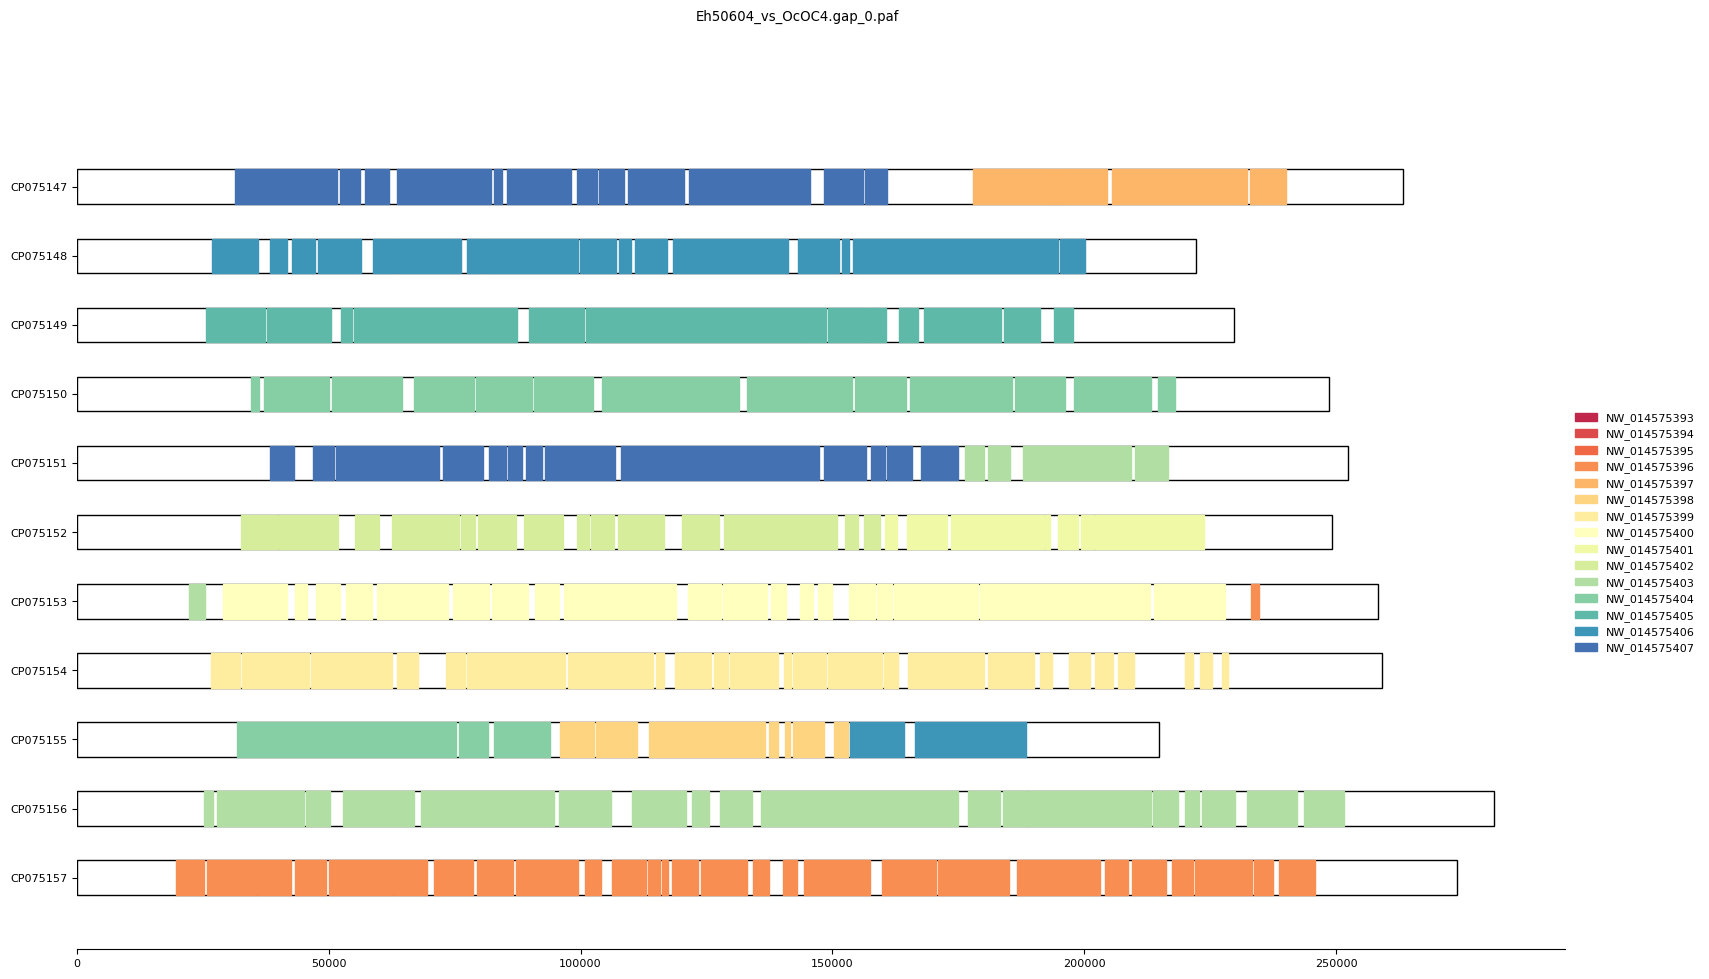 Eh50604_vs_OcOC4.gap_0.paf
CP075147
CP075148
CP075149
CP075150
CP075151
CP075152
CP075153
CP075154
CP075155
CP075156
CP075157
0
50000
100000
150000
200000
250000
NW_014575393
NW_014575394
NW_014575395
NW_014575396
NW_014575397
NW_014575398
NW_014575399
NW_014575400
NW_014575401
NW_014575402
NW_014575403
NW_014575404
NW_014575405
NW_014575406
NW_014575407